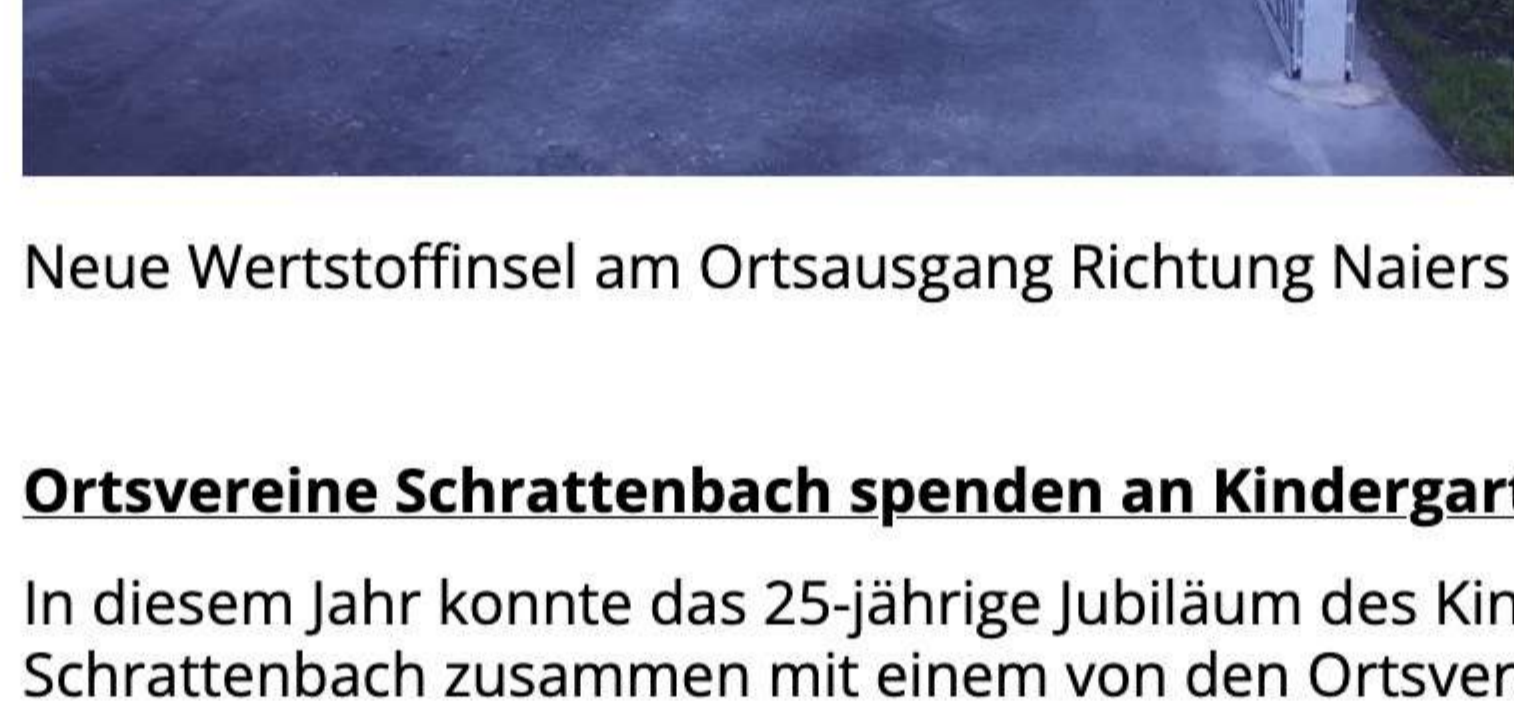 Neue Wertstoffinsel am Ortsausgang Richtung Naiers
Ortsvereine Schrattenbach spenden an Kindergart
In diesem Jahr konnte das 25-jährige Jubiläum des Kin
Schrattenbach zusammen mit einem von den Ortsver